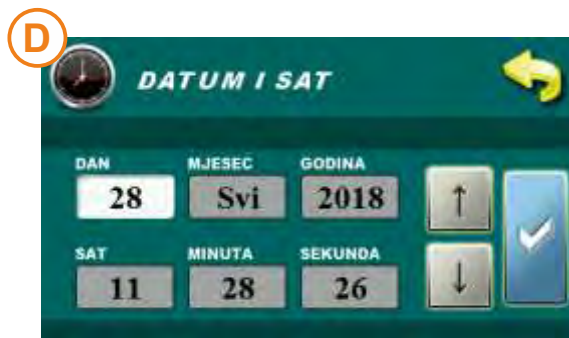 D
DATUM I SAT
DAN MJESEC GODINA
28 Svi 2018
SAT MINUTA SEKUNDA
11 28 26